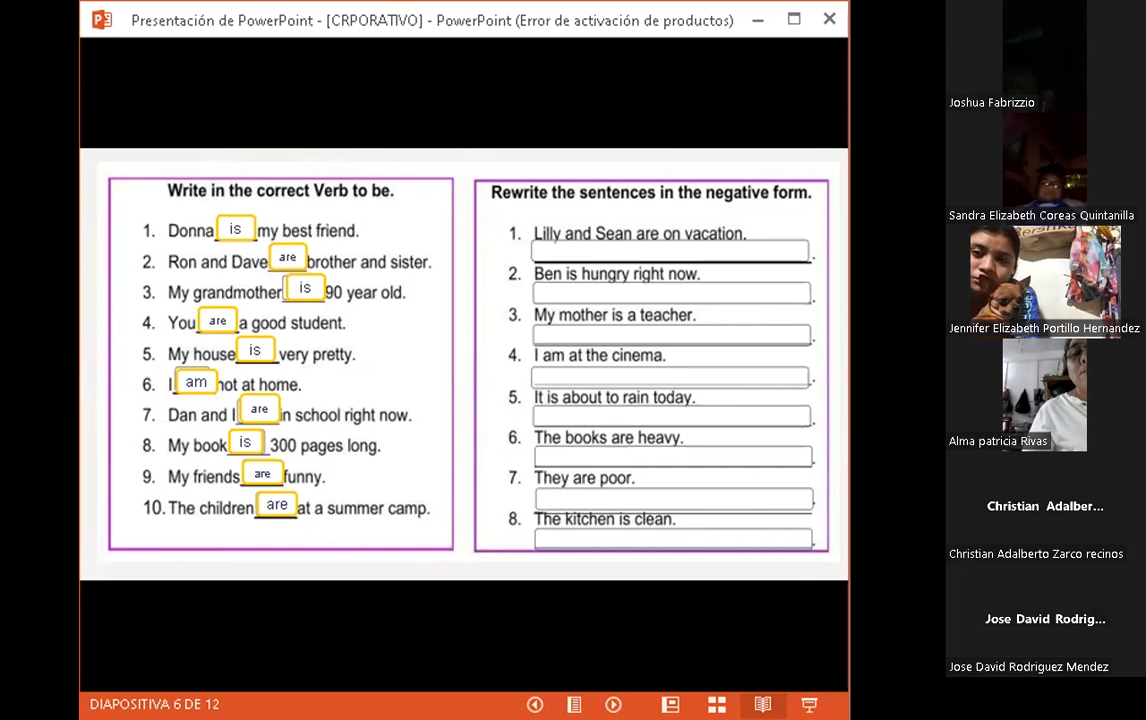 Presentación de PowerPoint - [CRPORATIVO] - PowerPoint (Error de activación de productos)
Write in the correct Verb to be.
1. Donna is my best friend.
2. Ron and Dave are brother and sister.
3. My grandmother is 90 year old.
4. You are a good student.
5. My house is very pretty.
6. I am not at home.
7. Dan and I are in school right now.
8. My book is 300 pages long.
9. My friends are funny.
10. The children are at a summer camp.
Rewrite the sentences in the negative form.
1. Lilly and Sean are on vacation.
2. Ben is hungry right now.
3. My mother is a teacher.
4. I am at the cinema.
5. It is about to rain today.
6. The books are heavy.
7. They are poor.
8. The kitchen is clean.
DIAPOSITIVA 6 DE 12
Joshua Fabrizzio
Sandra Elizabeth Coreas Quintanilla
Jennifer Elizabeth Portillo Hernandez
Alma patricia Rivas
Christian Adalber...
Christian Adalberto Zarco recinos
Jose David Rodrig...
Jose David Rodriguez Mendez